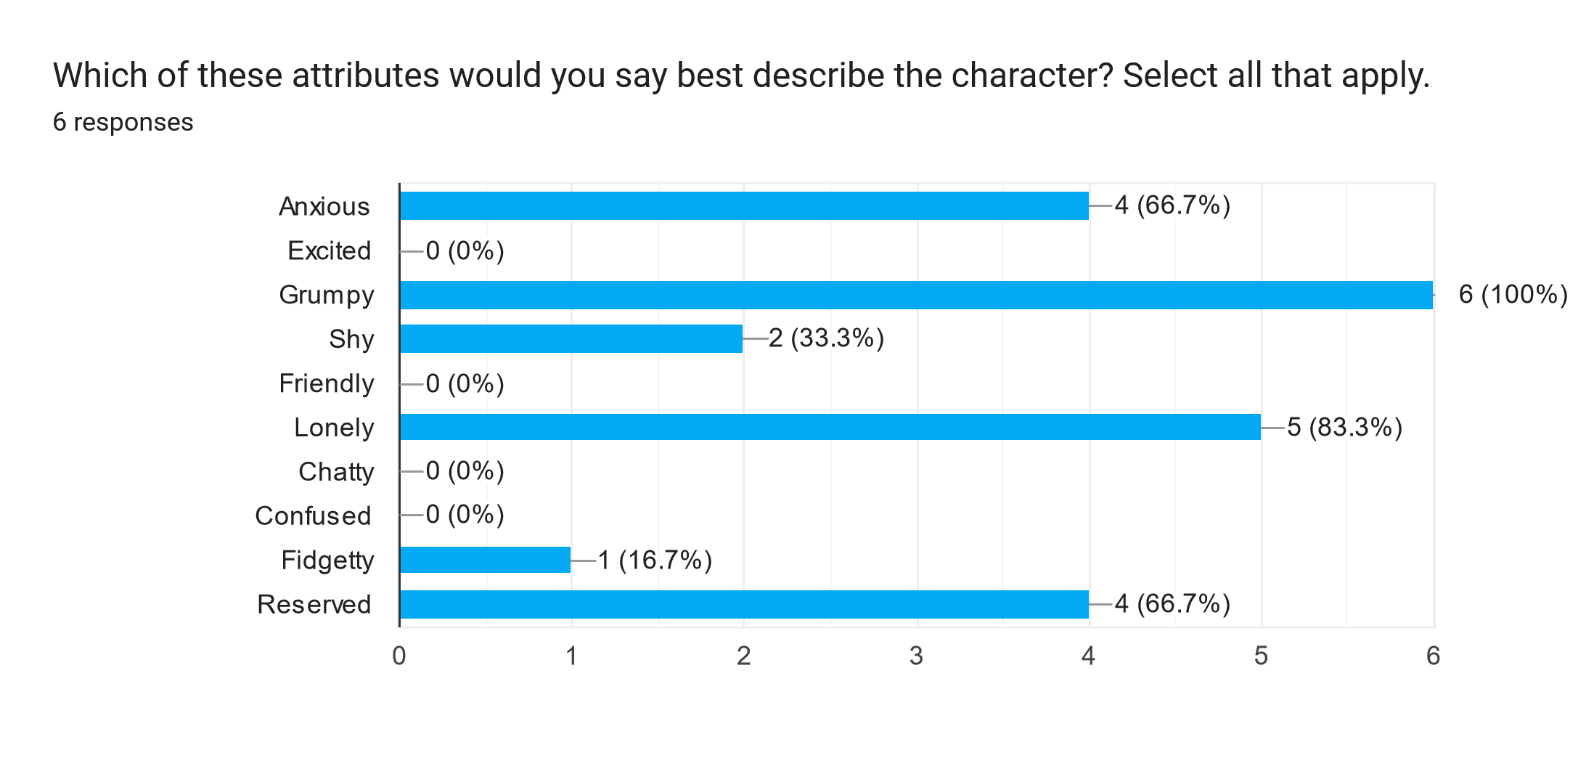 Which of these attributes would you say best describe the character? Select all that apply.
6 responses
Anxious 4 (66.7%)
Excited 0 (0%)
Grumpy 6 (100%)
Shy 2 (33.3%)
Friendly 0 (0%)
Lonely 5 (83.3%)
Chatty 0 (0%)
Confused 0 (0%)
Fidgetty 1 (16.7%)
Reserved 4 (66.7%)
0 1 2 3 4 5 6